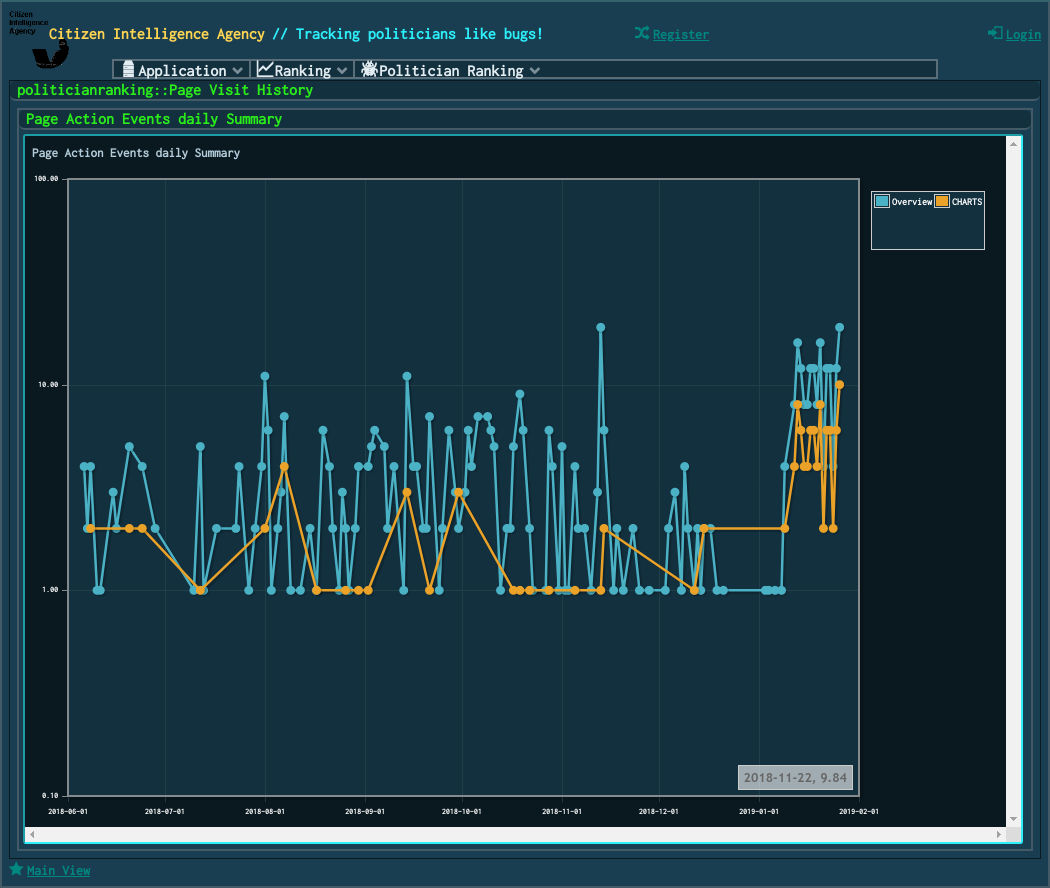 Citizen
Intelligence
Agency
Citizen Intelligence Agency // Tracking politicians like bugs!
Register
Login
Application
Ranking
Politician Ranking
politicianranking::Page Visit History
Page Action Events daily Summary
Page Action Events daily Summary
100.00
10.00
1.00
0.10
Overview CHARTS
2018-11-22, 9.84
2018-06-01 2018-07-01 2018-08-01 2018-09-01 2018-10-01 2018-11-01 2018-12-01 2019-01-01 2019-02-01
Main View